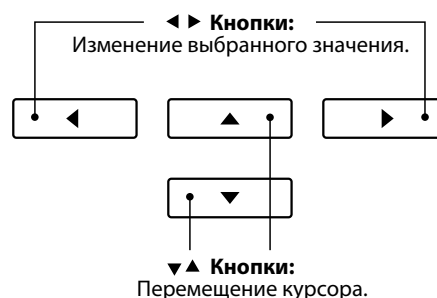 ◀ ▶ Кнопки:
Изменение выбранного значения.
▼▲ Кнопки:
Перемещение курсора.